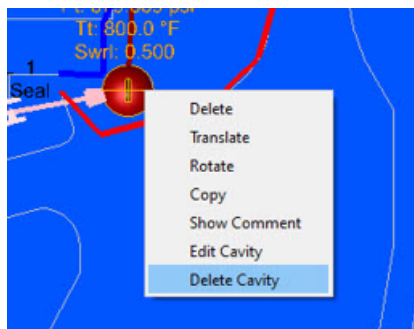 Tt: 800.0 °F
Swrl: 0.500
1
Seal
Delete
Translate
Rotate
Copy
Show Comment
Edit Cavity
Delete Cavity